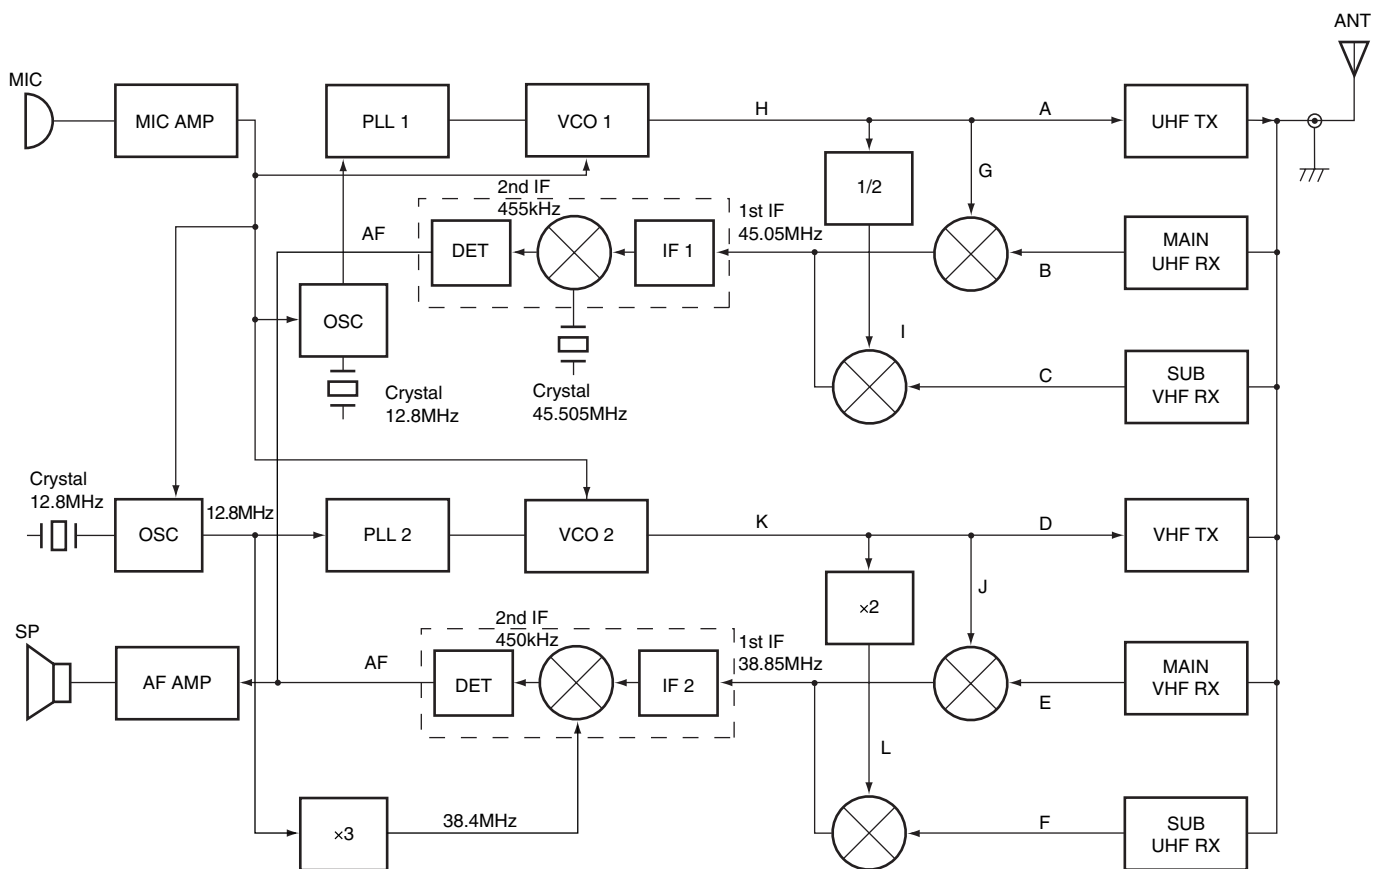 ANT
MIC
MIC AMP
PLL 1
VCO 1
H
A
UHF TX
1/2
G
2nd IF
455kHz
1st IF
45.05MHz
AF
DET
IF 1
B
MAIN
UHF RX
OSC
Crystal
12.8MHz
Crystal
45.505MHz
I
C
SUB
VHF RX
Crystal
12.8MHz
OSC
12.8MHz
PLL 2
VCO 2
K
D
VHF TX
×2
J
SP
AF AMP
AF
2nd IF
450kHz
DET
IF 2
1st IF
38.85MHz
E
MAIN
VHF RX
L
×3
38.4MHz
F
SUB
UHF RX